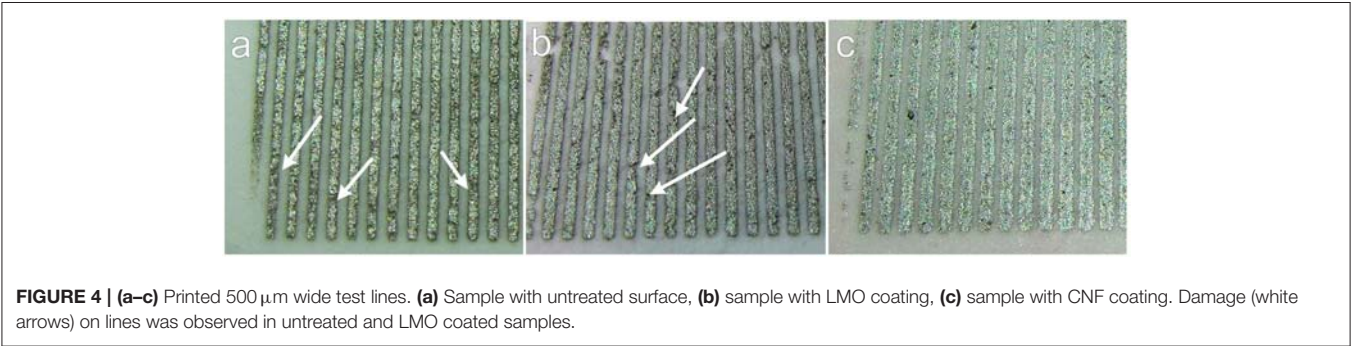 a
b
c
FIGURE 4 | (a–c) Printed 500 μm wide test lines. (a) Sample with untreated surface, (b) sample with LMO coating, (c) sample with CNF coating. Damage (white
arrows) on lines was observed in untreated and LMO coated samples.